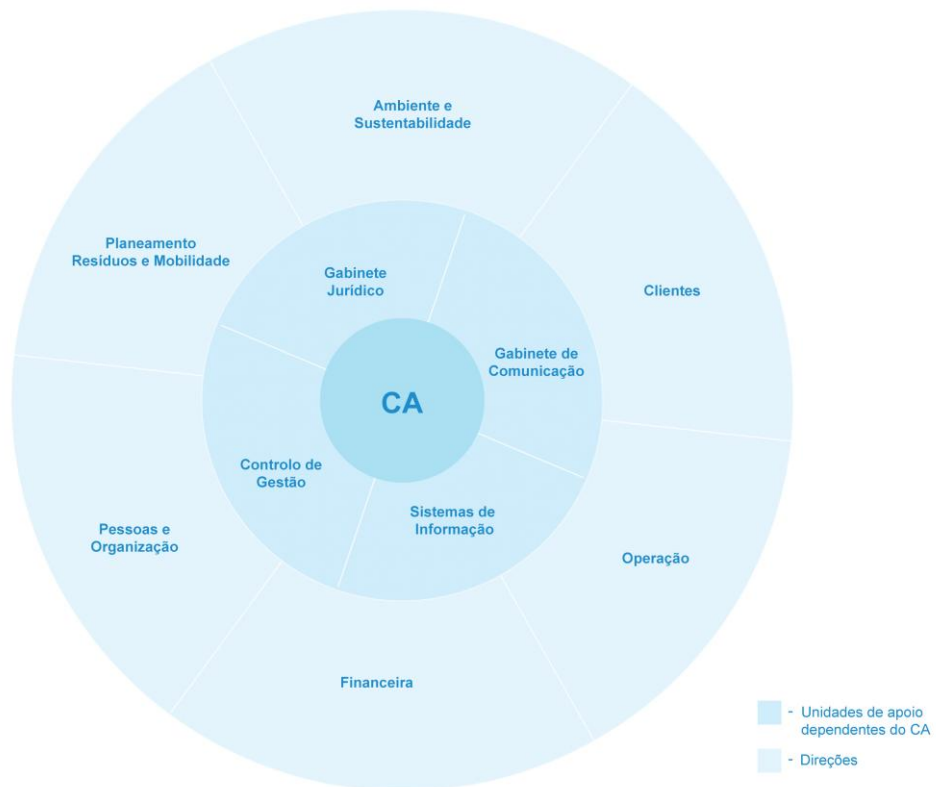 Ambiente e
Sustentabilidade
Planeamento
Resíduos e Mobilidade
Gabinete
Jurídico
Clientes
Gabinete de
Comunicação
CA
Controlo de
Gestão
Sistemas de
Informação
Pessoas e
Organização
Operação
Financeira
- Unidades de apoio
dependentes do CA
- Direções